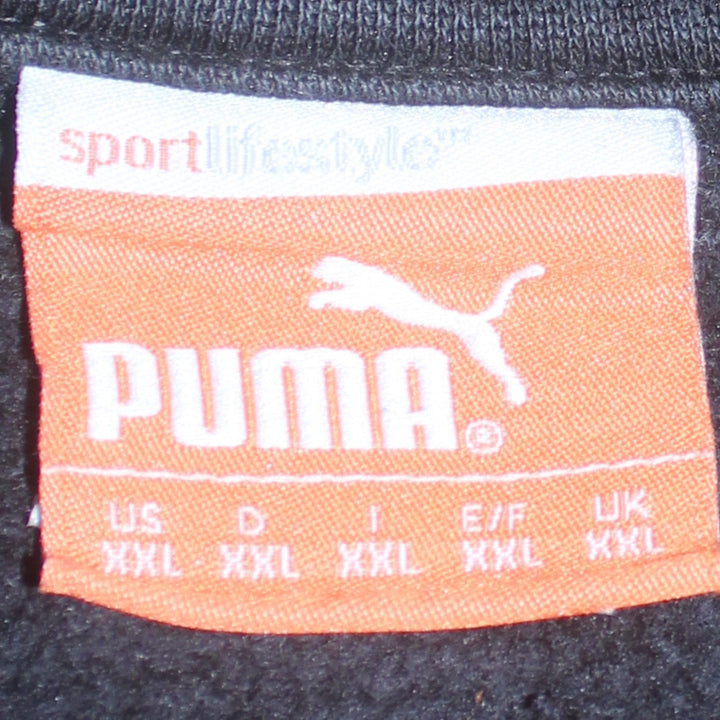 sportlifestyle™
PUMA®
US D I E/F UK
XXL XXL XXL XXL XXL